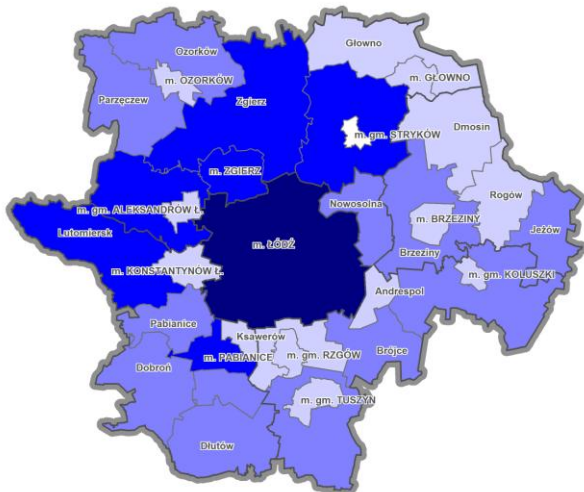 Ozorków
Głowno
m. OZORKÓW
m. GŁOWNO
Parzęczew
Zgierz
m. gm. STRYKÓW
Dmosin
m. ZGIERZ
Rogów
m. gm. ALEKSANDRÓW Ł.
Nowosolna
m. BRZEZINY
Lutomiersk
Jeżów
m. ŁÓDŹ
Brzeziny
m. KONSTANTYNÓW Ł.
m. gm. KOLUSZKI
Andrespol
Pabianice
Ksawerów
m. PABIANICE
m. gm. RZGÓW
Brójce
Dobroń
m. gm. TUSZYN
Dłutów